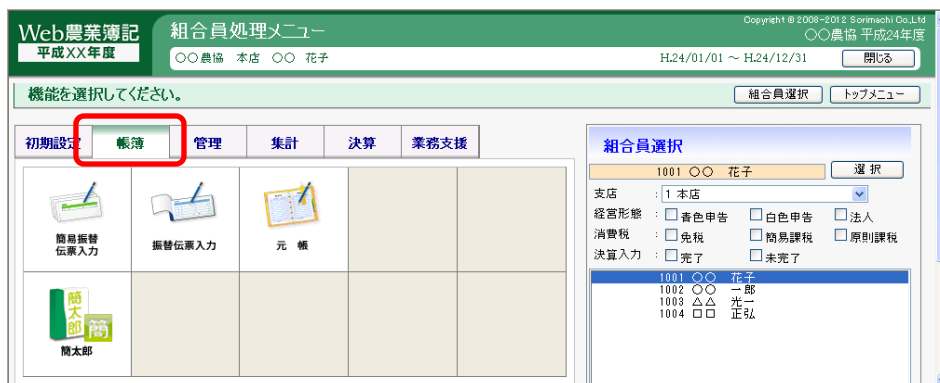 Copyright © 2008-2012 Sorimachi Co.,Ltd
Web農業簿記
組合員処理メニュー
〇〇農協 平成24年度
平成XX年度
〇〇農協 本店 〇〇 花子
H.24/01/01 ～ H.24/12/31
閉じる
機能を選択してください。
組合員選択
トップメニュー
初期設定
帳簿
管理
集計
決算
業務支援
簡易振替
伝票入力
振替伝票入力
元 帳
簡太郎
簡
簡太郎
組合員選択
1001 〇〇 花子
選 択
支店 : 1 本店
経営形態 : 青色申告 白色申告 法人
消費税 : 免税 簡易課税 原則課税
決算入力 : 完了 未完了
1001 〇〇 花子
1002 〇〇 一郎
1003 △△ 光一
1004 □□ 正弘